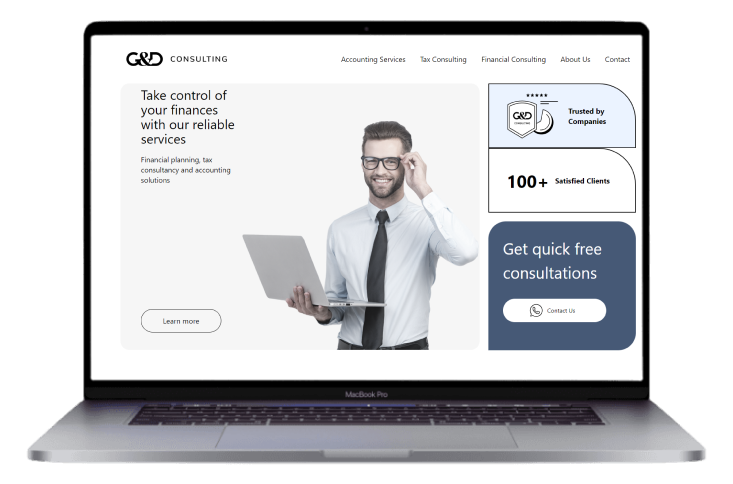 G&D CONSULTING
Accounting Services Tax Consulting Financial Consulting About Us Contact
Take control of
your finances
with our reliable
services
Financial planning, tax
consultancy and accounting
solutions
Learn more
G&D
CONSULTING
Trusted by
Companies
100+ Satisfied Clients
Get quick free
consultations
Contact Us
MacBook Pro